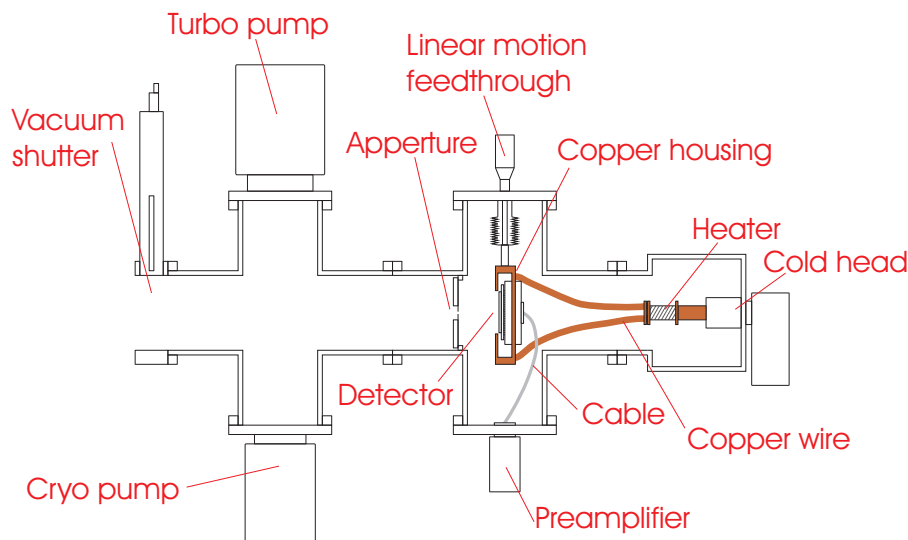 Turbo pump
Linear motion
feedthrough
Vacuum
shutter
Apperture
Copper housing
Heater
Cold head
Detector
Cable
Copper wire
Cryo pump
Preamplifier